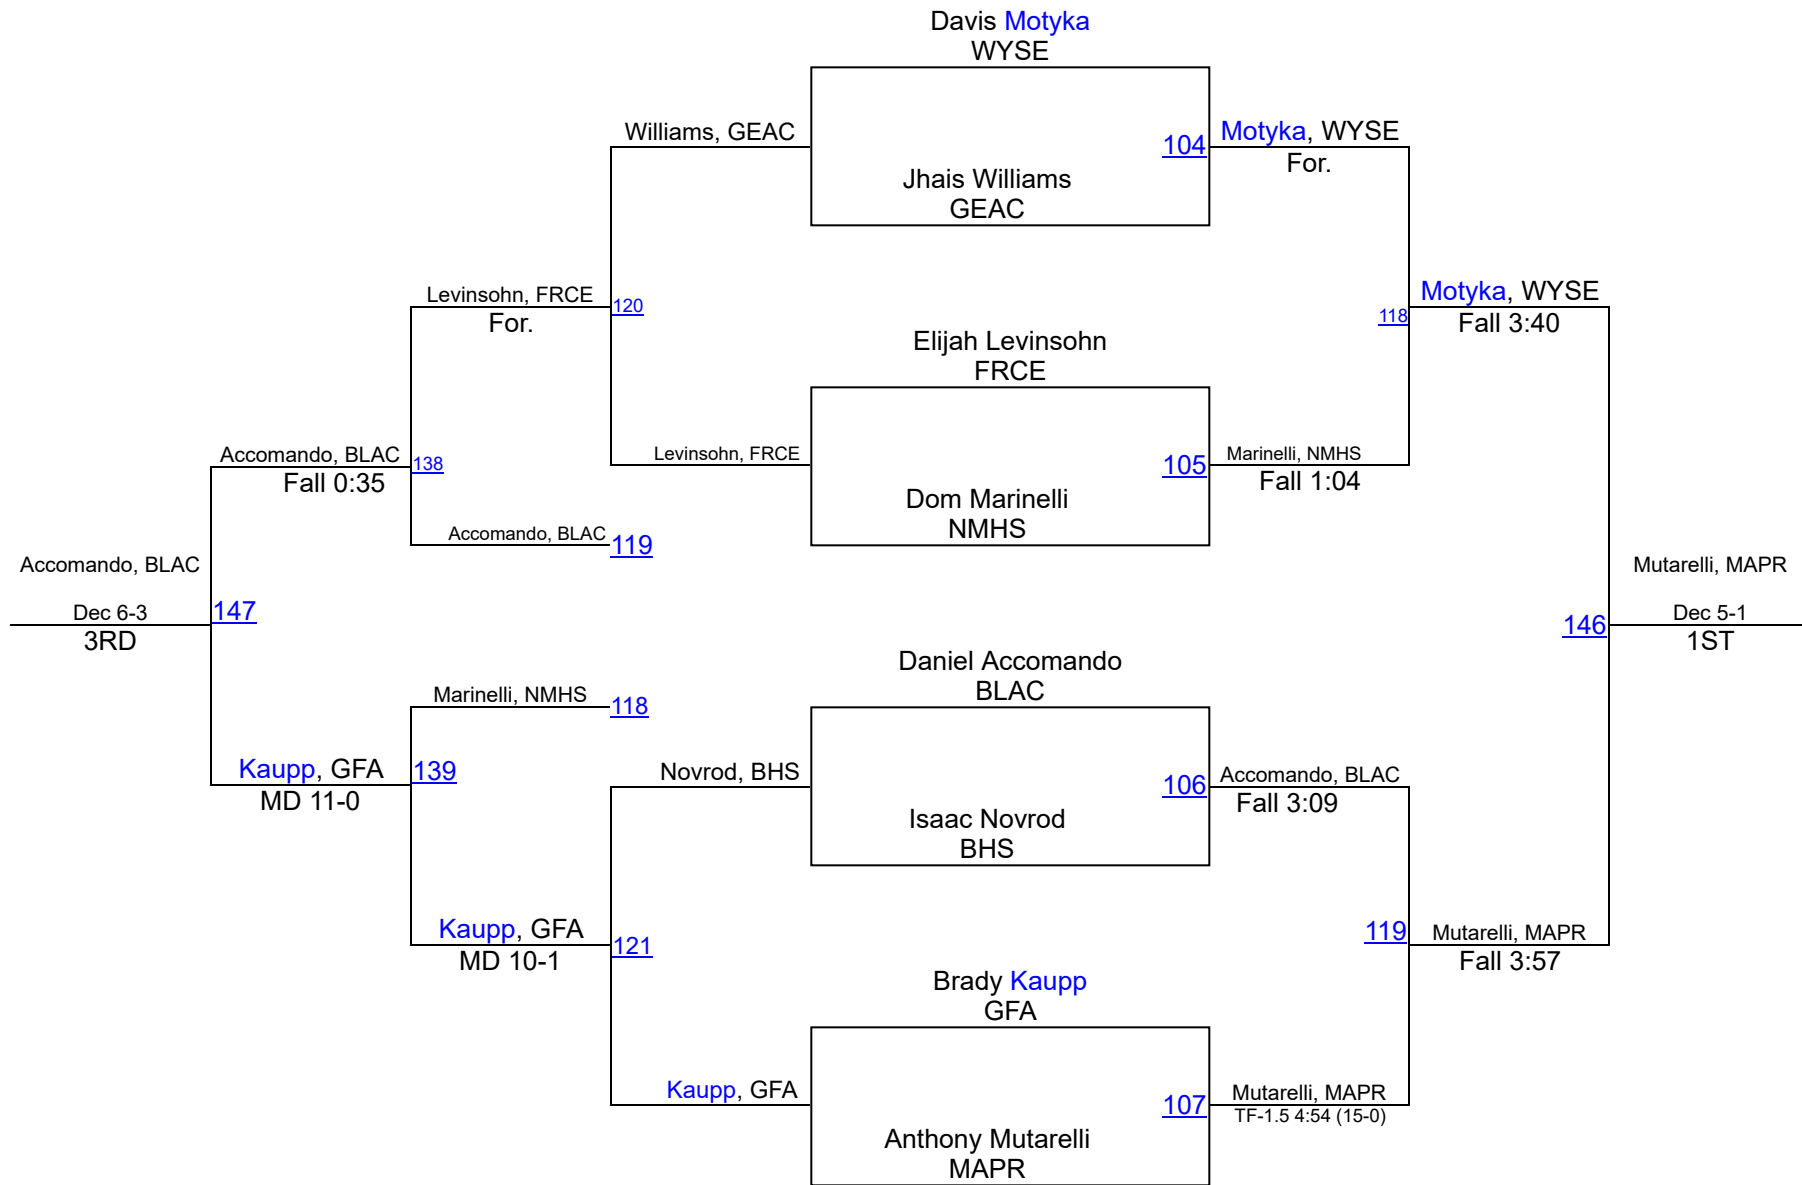 Davis Motyka
WYSE
Williams, GEAC
104
Motyka, WYSE
For.
Jhais Williams
GEAC
Levinsohn, FRCE
For.
120
118
Motyka, WYSE
Fall 3:40
Elijah Levinsohn
FRCE
Accomando, BLAC
Fall 0:35
138
Levinsohn, FRCE
105
Marinelli, NMHS
Fall 1:04
Dom Marinelli
NMHS
Accomando, BLAC
119
Accomando, BLAC
Dec 6-3
3RD
147
Mutarelli, MAPR
146
Dec 5-1
1ST
Daniel Accomando
BLAC
Marinelli, NMHS
118
Kaupp, GFA
MD 11-0
139
Novrod, BHS
106
Accomando, BLAC
Fall 3:09
Isaac Novrod
BHS
Kaupp, GFA
MD 10-1
121
119
Mutarelli, MAPR
Fall 3:57
Brady Kaupp
GFA
Kaupp, GFA
107
Mutarelli, MAPR
TF-1.5 4:54 (15-0)
Anthony Mutarelli
MAPR